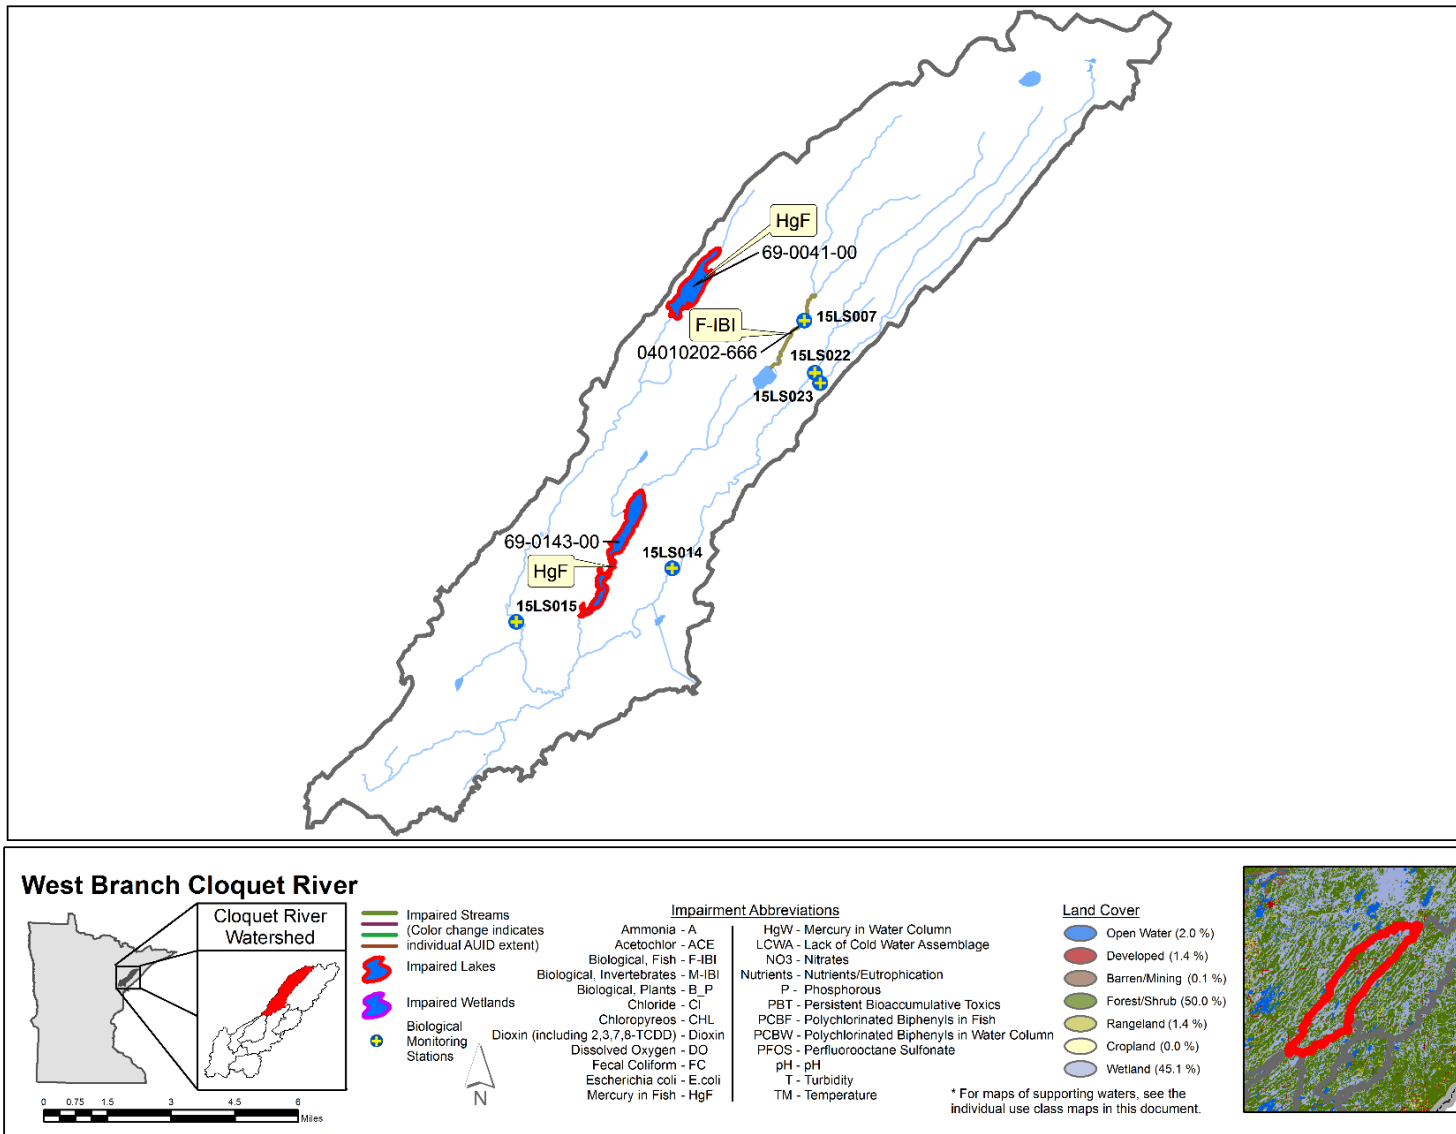 HgF
69-0041-00
15LS007
F-IBI
04010202-666
15LS022
15LS023
69-0143-00
15LS014
HgF
15LS015
West Branch Cloquet River
Cloquet River
Watershed
0 0.75 1.5 3 4.5 6
Miles
Impaired Streams
(Color change indicates
individual AUID extent)
Impaired Lakes
Impaired Wetlands
Biological
Monitoring
Stations
N
Impairment Abbreviations
Ammonia - A
Acetochlor - ACE
Biological, Fish - F-IBI
Biological, Invertebrates - M-IBI
Biological, Plants - B_P
Chloride - Cl
Chloropyreos - CHL
Dioxin (including 2,3,7,8-TCDD) - Dioxin
Dissolved Oxygen - DO
Fecal Coliform - FC
Escherichia coli - E.coli
Mercury in Fish - HgF
HgW - Mercury in Water Column
LCWA - Lack of Cold Water Assemblage
NO3 - Nitrates
Nutrients - Nutrients/Eutrophication
P - Phosphorous
PBT - Persistent Bioaccumulative Toxics
PCBF - Polychlorinated Biphenyls in Fish
PCBW - Polychlorinated Biphenyls in Water Column
PFOS - Perfluorooctane Sulfonate
pH - pH
T - Turbidity
TM - Temperature
Land Cover
Open Water (2.0 %)
Developed (1.4 %)
Barren/Mining (0.1 %)
Forest/Shrub (50.0 %)
Rangeland (1.4 %)
Cropland (0.0 %)
Wetland (45.1 %)
* For maps of supporting waters, see the
individual use class maps in this document.